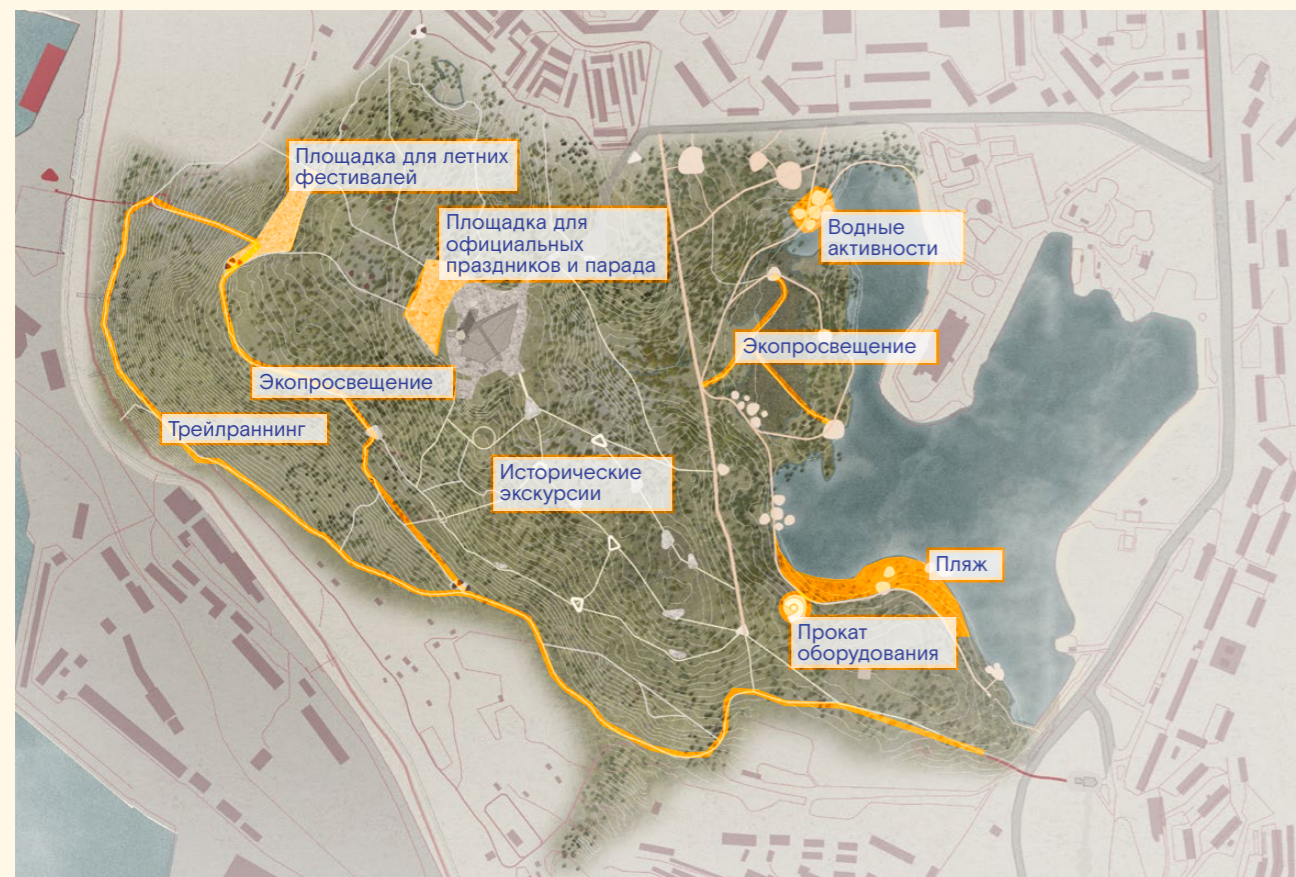 Площадка для летних
фестивалей
Площадка для
официальных
праздников и парада
Водные
активности
Экопросвещение
Экопросвещение
Трейлраннинг
Исторические
экскурсии
Пляж
Прокат
оборудования